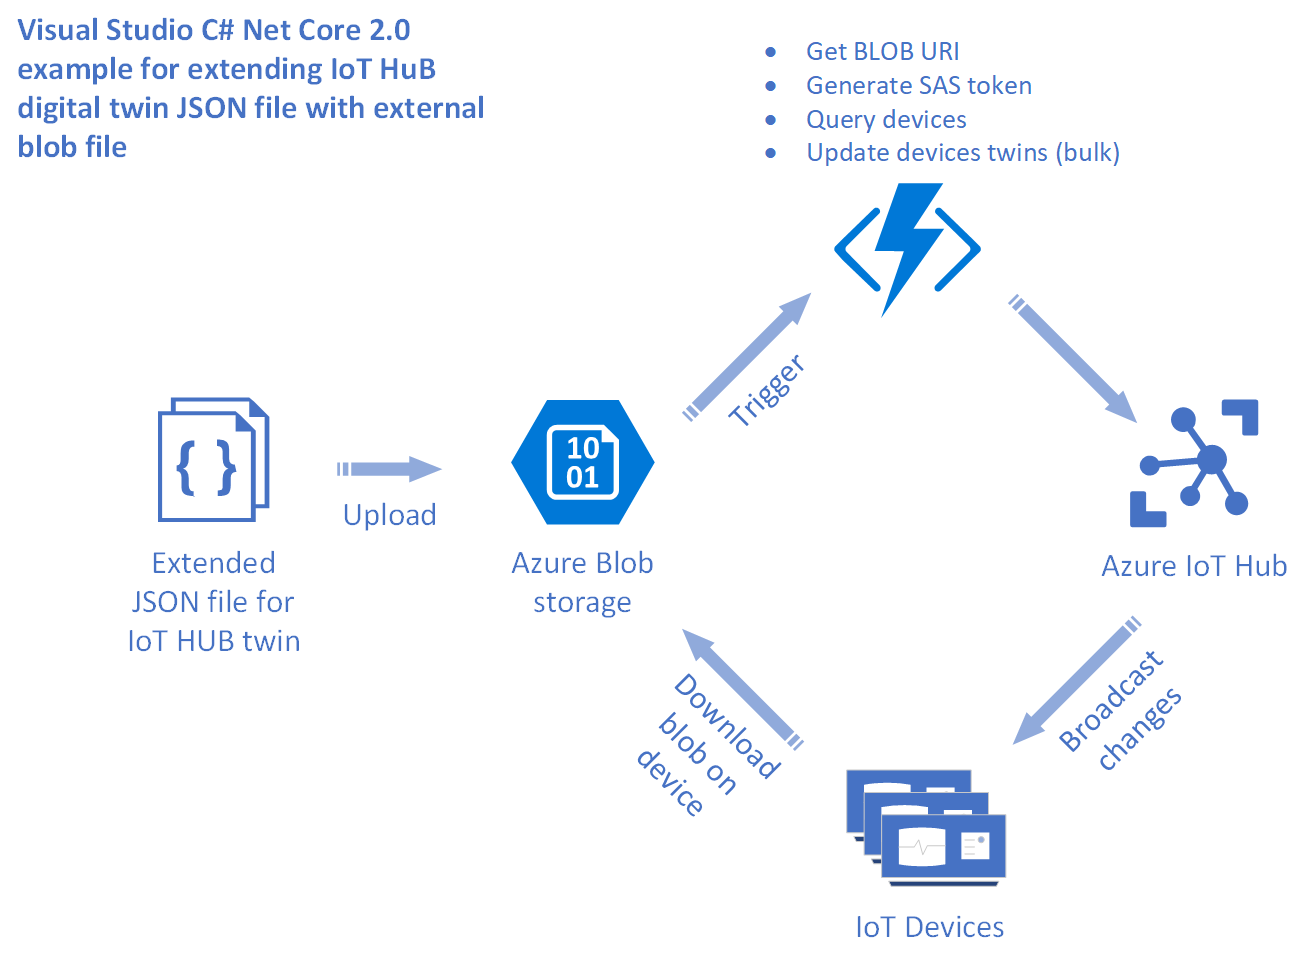 Visual Studio C# Net Core 2.0
example for extending IoT HuB
digital twin JSON file with external
blob file
• Get BLOB URI
• Generate SAS token
• Query devices
• Update devices twins (bulk)
Trigger
{ }
Upload
10
01
Extended
JSON file for
IoT HUB twin
Azure Blob
storage
Azure IoT Hub
Download
blob on
device
Broadcast
changes
IoT Devices